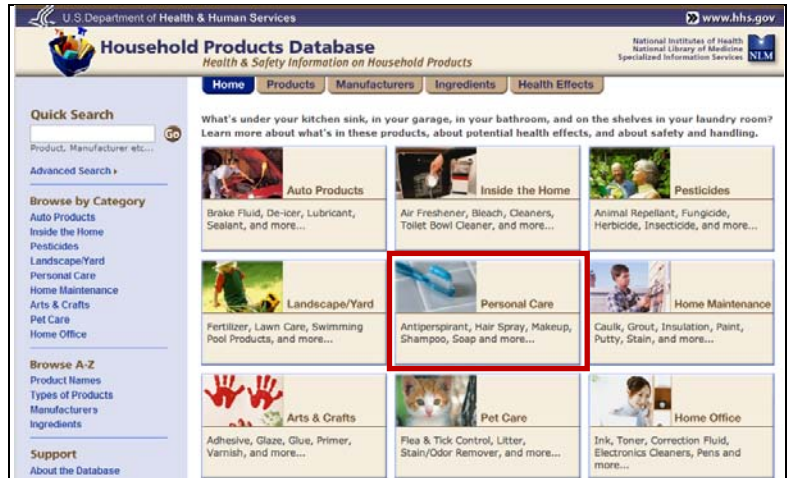 U.S.Department of Health & Human Services
www.hhs.gov
Household Products Database
Health & Safety Information on Household Products
National Institutes of Health
National Library of Medicine
Specialized Information Services
NLM
Home
Products
Manufacturers
Ingredients
Health Effects
Quick Search
Go
Product, Manufacturer etc...
Advanced Search
Browse by Category
Auto Products
Inside the Home
Pesticides
Landscape/Yard
Personal Care
Home Maintenance
Arts & Crafts
Pet Care
Home Office
Browse A-Z
Product Names
Types of Products
Manufacturers
Ingredients
Support
About the Database
What's under your kitchen sink, in your garage, in your bathroom, and on the shelves in your laundry room?
Learn more about what's in these products, about potential health effects, and about safety and handling.
Auto Products
Brake Fluid, De-icer, Lubricant,
Sealant, and more...
Inside the Home
Air Freshener, Bleach, Cleaners,
Toilet Bowl Cleaner, and more...
Pesticides
Animal Repellant, Fungicide,
Herbicide, Insecticide, and more...
Landscape/Yard
Fertilizer, Lawn Care, Swimming
Pool Products, and more...
Personal Care
Antiperspirant, Hair Spray, Makeup,
Shampoo, Soap and more...
Home Maintenance
Caulk, Grout, Insulation, Paint,
Putty, Stain, and more...
Arts & Crafts
Adhesive, Glaze, Glue, Primer,
Varnish, and more...
Pet Care
Flea & Tick Control, Litter,
Stain/Odor Remover, and more...
Home Office
Ink, Toner, Correction Fluid,
Electronics Cleaners, Pens and
more...